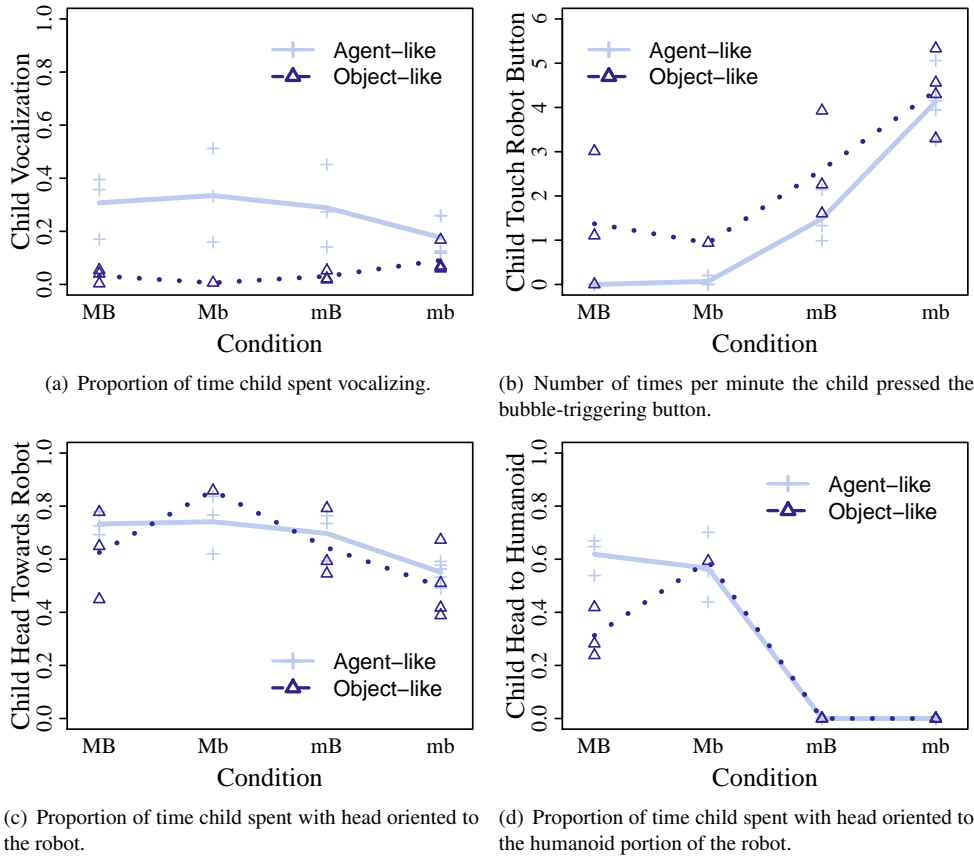 1.0
0.8
0.6
0.4
0.2
0.0
Child Vocalization
Agent−like
Object−like
MB Mb mB mb
Condition
(a) Proportion of time child spent vocalizing.
6
5
4
3
2
1
0
Child Touch Robot Button
Agent−like
Object−like
MB Mb mB mb
Condition
(b) Number of times per minute the child pressed the
bubble-triggering button.
1.0
0.8
0.6
0.4
0.2
0.0
Child Head Towards Robot
Agent−like
Object−like
MB Mb mB mb
Condition
(c) Proportion of time child spent with head oriented to
the robot.
1.0
0.8
0.6
0.4
0.2
0.0
Child Head to Humanoid
Agent−like
Object−like
MB Mb mB mb
Condition
(d) Proportion of time child spent with head oriented to
the humanoid portion of the robot.